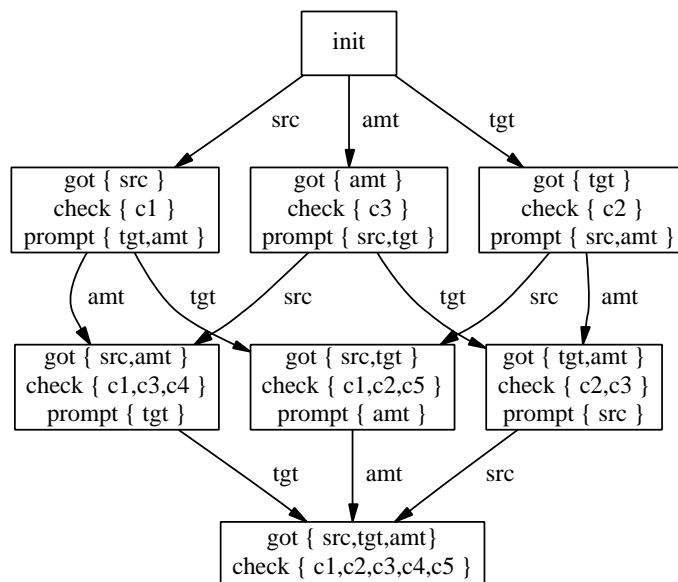 init
src
amt
tgt
got { src }
check { c1 }
prompt { tgt,amt }
got { amt }
check { c3 }
prompt { src,tgt }
got { tgt }
check { c2 }
prompt { src,amt }
amt
tgt
src
tgt
src
amt
got { src,amt }
check { c1,c3,c4 }
prompt { tgt }
got { src,tgt }
check { c1,c2,c5 }
prompt { amt }
got { tgt,amt }
check { c2,c3 }
prompt { src }
tgt
amt
src
got { src,tgt,amt}
check { c1,c2,c3,c4,c5 }